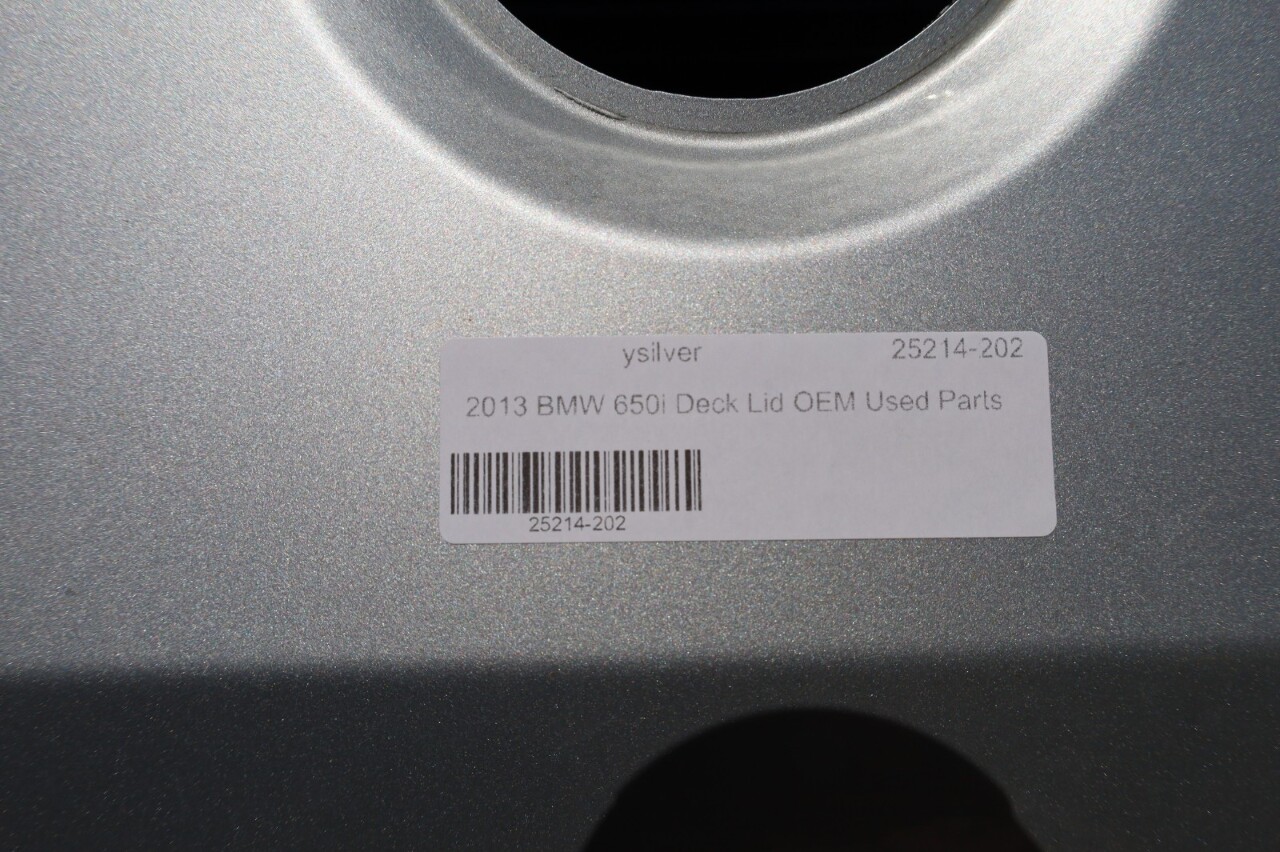 ysilver 25214-202
2013 BMW 650i Deck Lid OEM Used Parts
25214-202